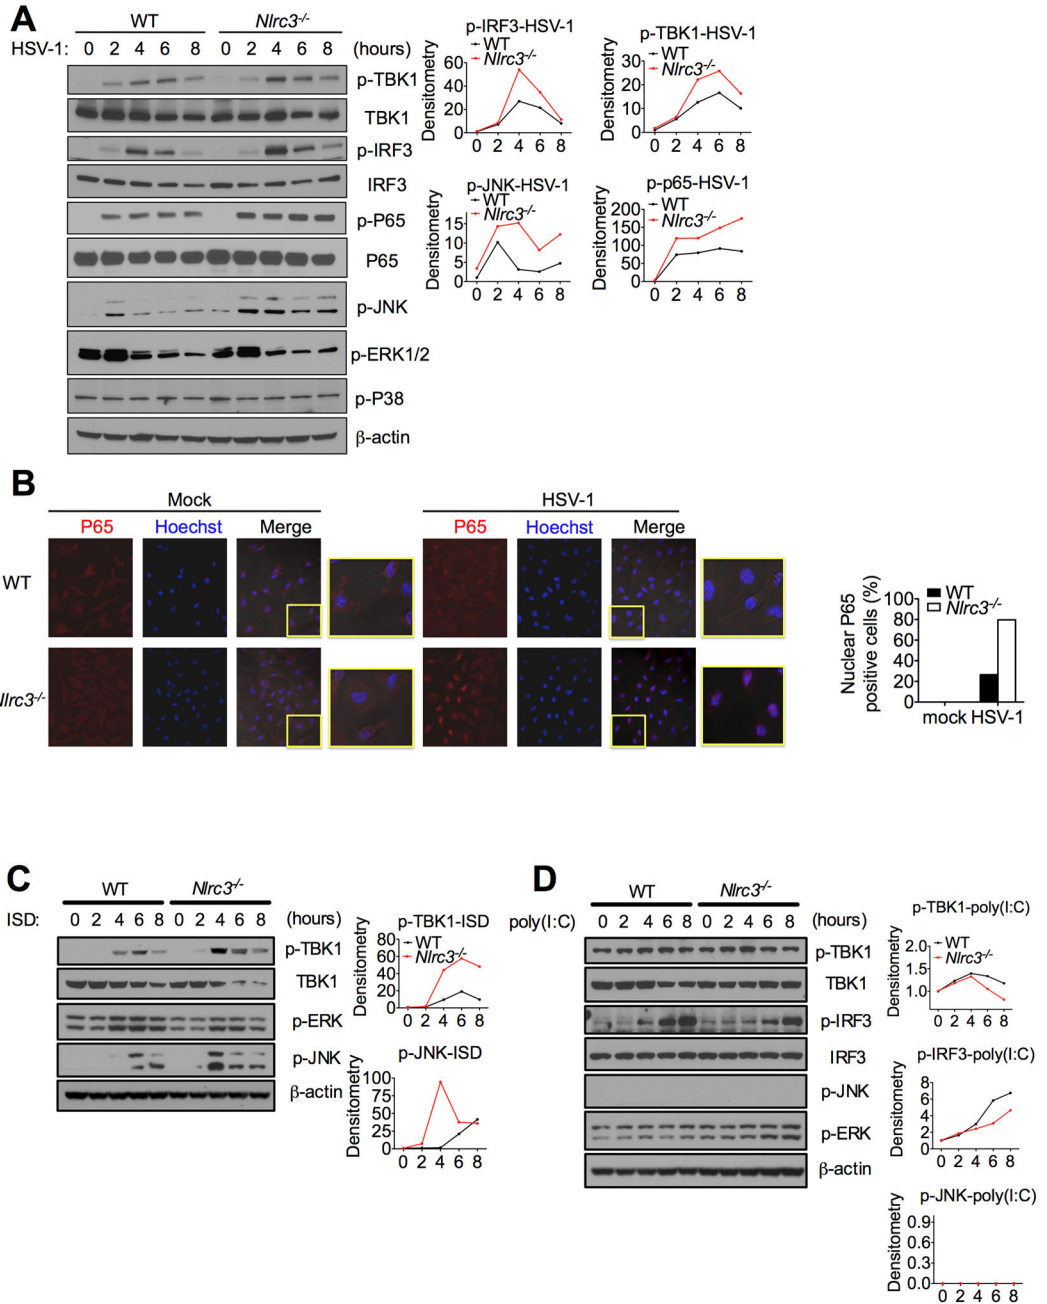 A
WT Nlrc3-/-
HSV-1: 0 2 4 6 8 0 2 4 6 8 (hours)
p-TBK1
TBK1
p-IRF3
IRF3
p-P65
P65
p-JNK
p-ERK1/2
p-P38
β-actin
p-IRF3-HSV-1
WT
Nlrc3-/-
Densitometry
60
40
20
0
0 2 4 6 8
p-TBK1-HSV-1
WT
Nlrc3-/-
Densitometry
30
20
10
0
0 2 4 6 8
p-JNK-HSV-1
WT
Nlrc3-/-
Densitometry
15
10
5
0
0 2 4 6 8
p-p65-HSV-1
WT
Nlrc3-/-
Densitometry
200
150
100
50
0
0 2 4 6 8
B
Mock HSV-1
P65 Hoechst Merge P65 Hoechst Merge
WT
Nlrc3-/-
WT
Nlrc3-/-
Nuclear P65
positive cells (%)
100
80
60
40
20
0
mock HSV-1
C
WT Nlrc3-/-
ISD: 0 2 4 6 8 0 2 4 6 8 (hours)
p-TBK1
TBK1
p-ERK
p-JNK
β-actin
p-TBK1-ISD
WT
Nlrc3-/-
Densitometry
80
60
40
20
0
0 2 4 6 8
p-JNK-ISD
Densitometry
100
75
50
25
0
0 2 4 6 8
D
WT Nlrc3-/-
poly(I:C) 0 2 4 6 8 0 2 4 6 8 (hours)
p-TBK1
TBK1
p-IRF3
IRF3
p-JNK
p-ERK
β-actin
p-TBK1-poly(I:C)
WT
Nlrc3-/-
Densitometry
2.0
1.5
1.0
0 2 4 6 8
p-IRF3-poly(I:C)
Densitometry
8
6
4
2
0
0 2 4 6 8
p-JNK-poly(I:C)
Densitometry
0.9
0.6
0.3
0.0
0 2 4 6 8